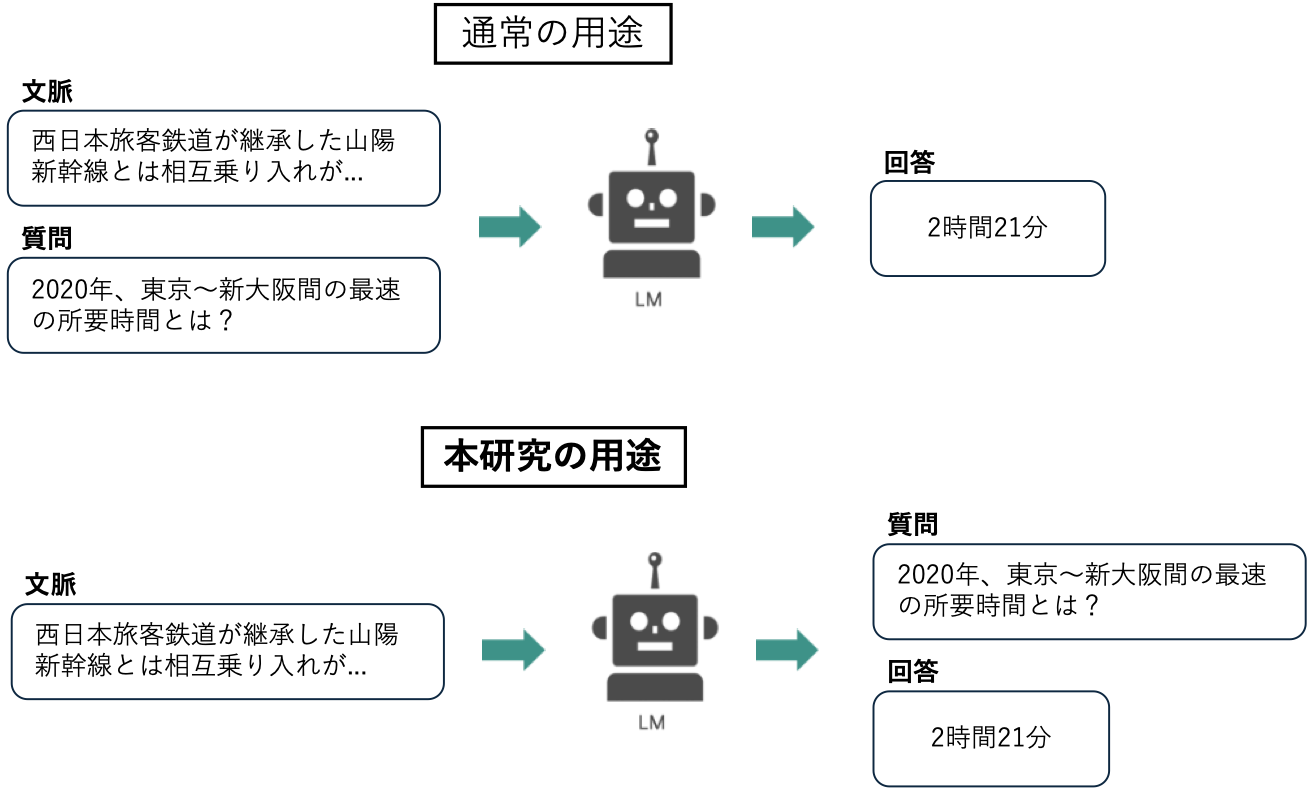 通常の用途
文脈
西日本旅客鉄道が継承した山陽
新幹線とは相互乗り入れが...
質問
2020年、東京～新大阪間の最速
の所要時間とは？
LM
回答
2時間21分
本研究の用途
文脈
西日本旅客鉄道が継承した山陽
新幹線とは相互乗り入れが...
LM
質問
2020年、東京～新大阪間の最速
の所要時間とは？
回答
2時間21分